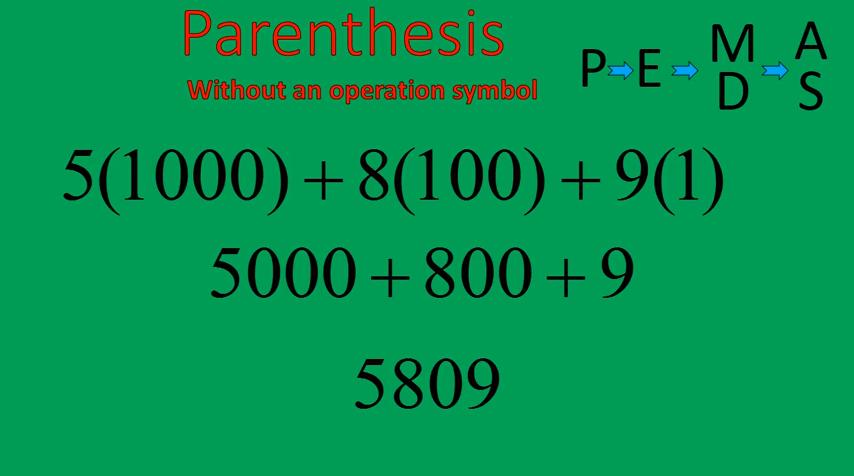 Parenthesis
Without an operation symbol
P E M D A S
5(1000) + 8(100) + 9(1)
5000 + 800 + 9
5809